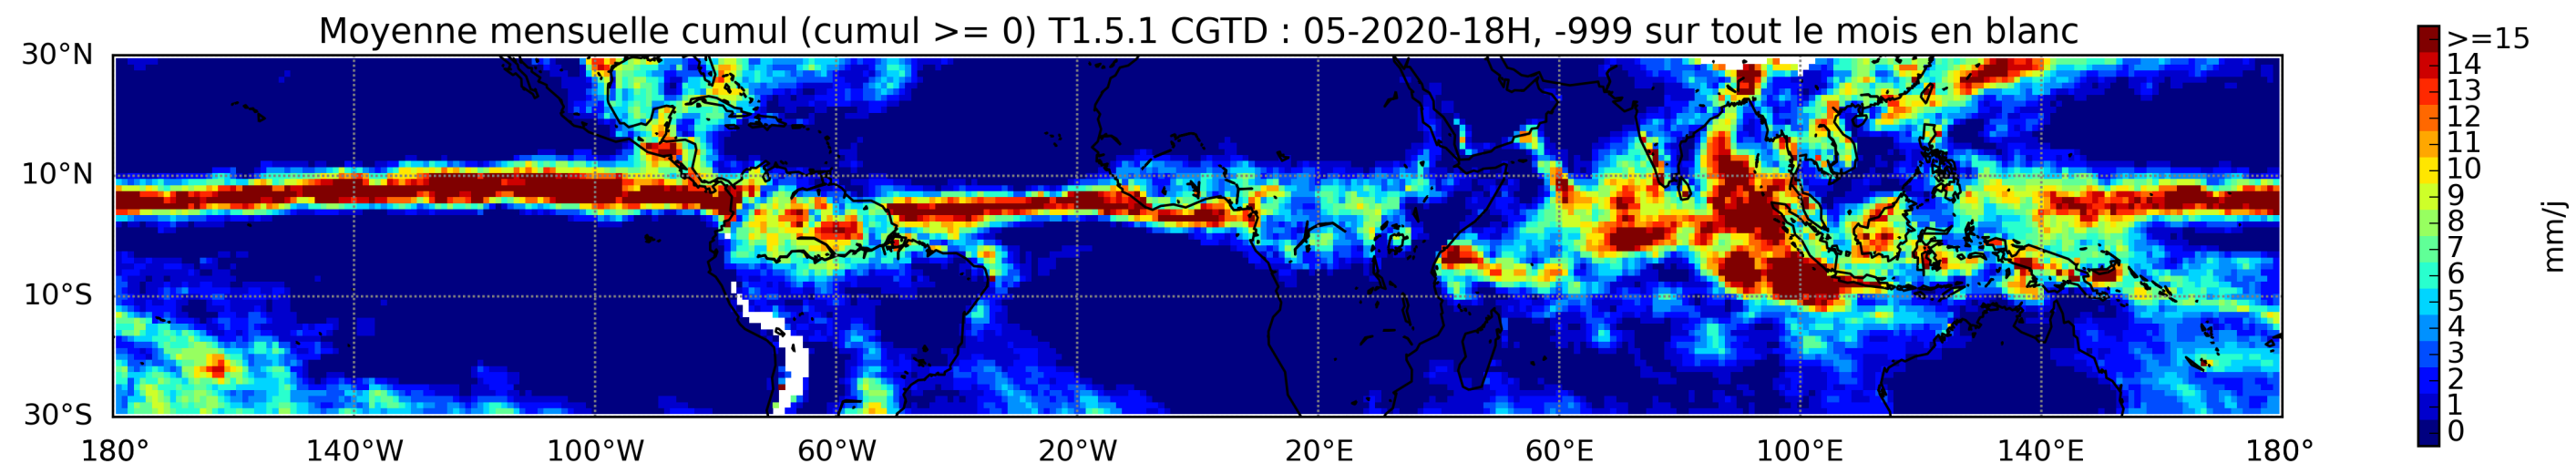 Moyenne mensuelle cumul (cumul >= 0) T1.5.1 CGTD : 05-2020-18H, -999 sur tout le mois en blanc
30°N
10°N
10°S
30°S
180° 140°W 100°W 60°W 20°W 20°E 60°E 100°E 140°E 180°
>=15
14
13
12
11
10
9
8
7
6
5
4
3
2
1
0
mm/j